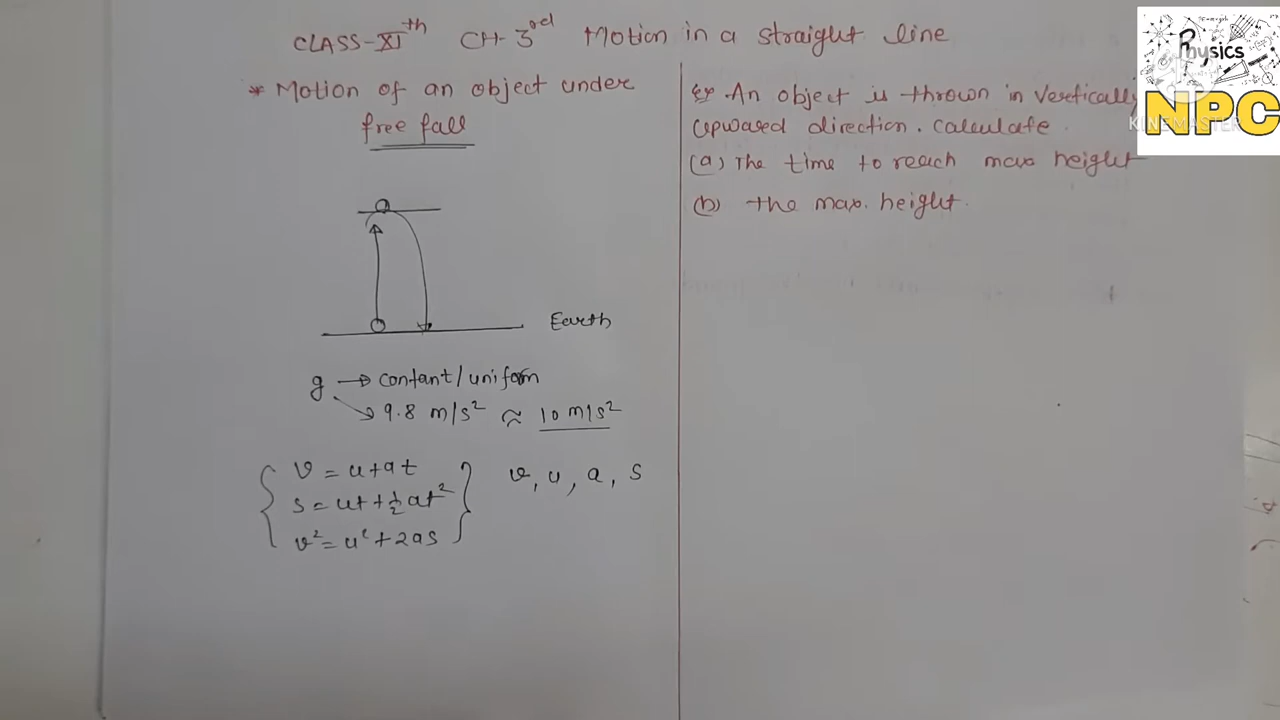 CLASS-XIth CH-3rd Motion in a straight line
* Motion of an object under
free fall
Earth
g → contant/uniform
→ 9.8 m/s² ≈ 10 m/s²
v = u+at
s = ut + ½at²
v² = u² + 2as
v, u, a, s
Ex An object is thrown in vertically
upward direction. calculate.
(a) The time to reach max height
(b) the max. height.
Physics
NPC
KINEMASTER